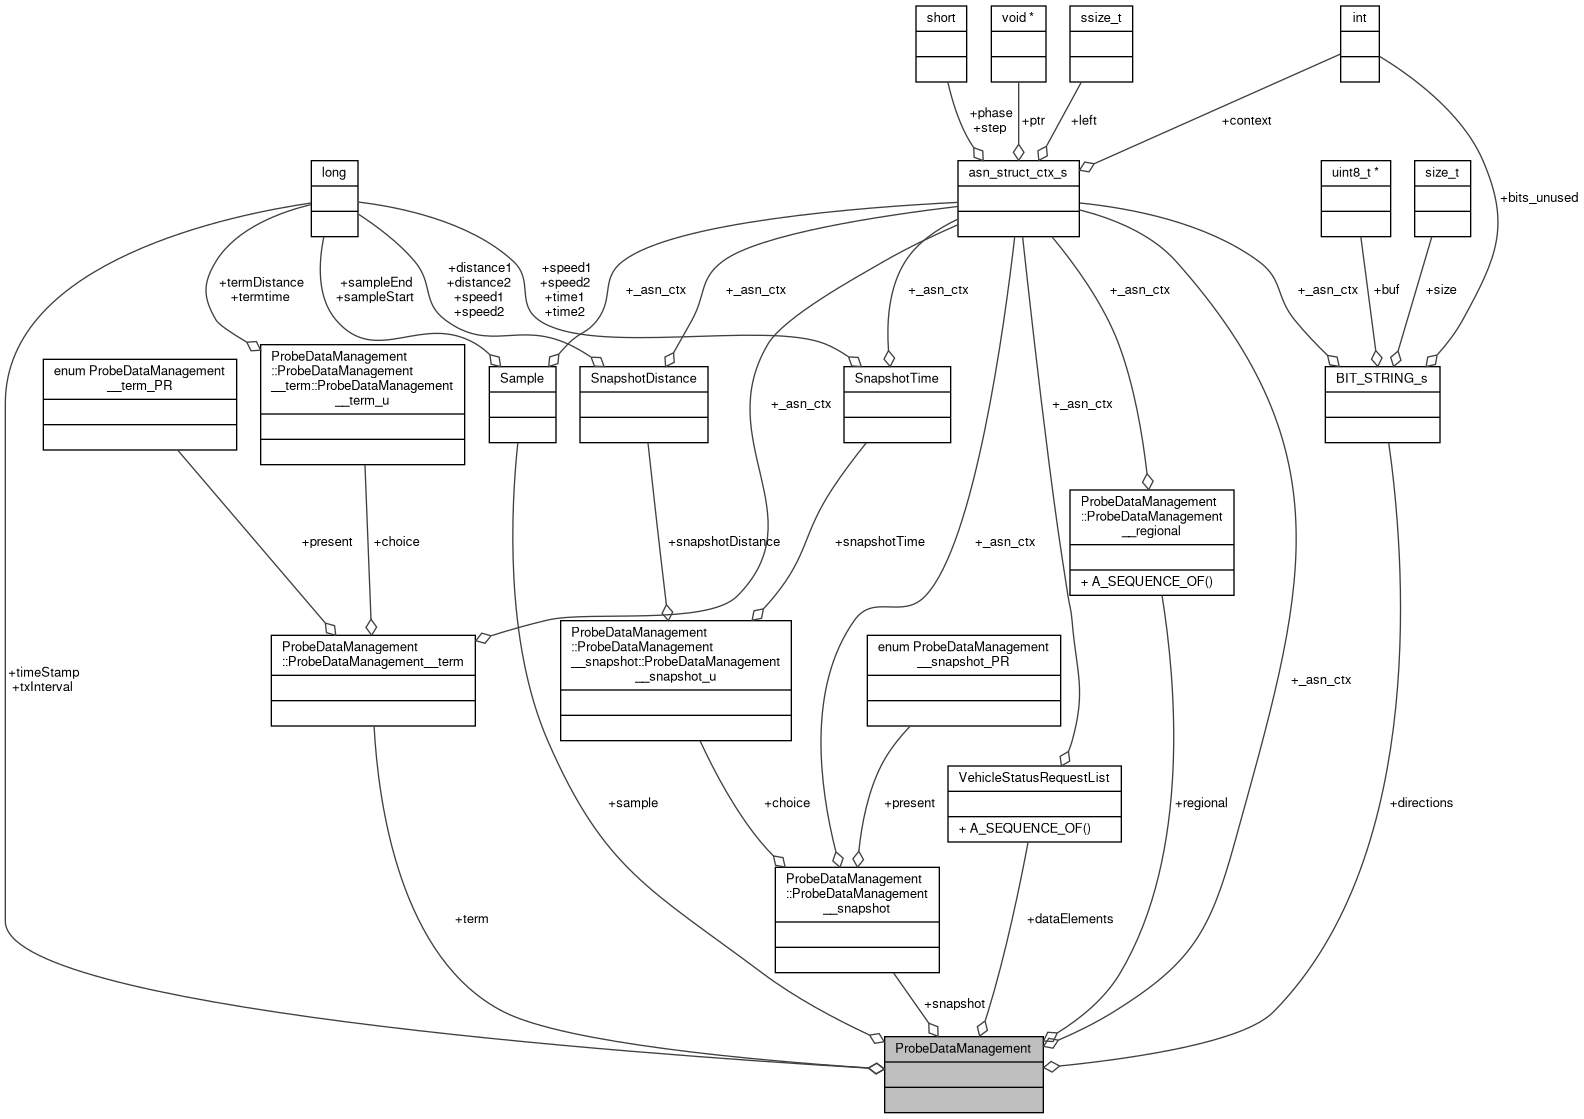 short
void *
ssize_t
int
+phase
+step
+ptr
+left
+context
long
asn_struct_ctx_s
uint8_t *
size_t
+bits_unused
+termDistance
+termtime
+sampleEnd
+sampleStart
+distance1
+distance2
+speed1
+speed2
+speed1
+speed2
+time1
+time2
+_asn_ctx
+_asn_ctx
+_asn_ctx
+_asn_ctx
+_asn_ctx
+buf
+size
enum ProbeDataManagement
__term_PR
ProbeDataManagement
::ProbeDataManagement
__term::ProbeDataManagement
__term_u
Sample
SnapshotDistance
SnapshotTime
BIT_STRING_s
+_asn_ctx
+_asn_ctx
+present
+choice
+snapshotDistance
+snapshotTime
+_asn_ctx
ProbeDataManagement
::ProbeDataManagement
__regional
+ A_SEQUENCE_OF()
ProbeDataManagement
::ProbeDataManagement__term
ProbeDataManagement
::ProbeDataManagement
__snapshot::ProbeDataManagement
__snapshot_u
enum ProbeDataManagement
__snapshot_PR
+timeStamp
+txInterval
+_asn_ctx
VehicleStatusRequestList
+ A_SEQUENCE_OF()
+sample
+choice
+present
+regional
+directions
ProbeDataManagement
::ProbeDataManagement
__snapshot
+term
+dataElements
+snapshot
ProbeDataManagement